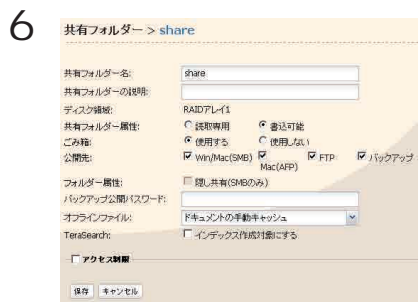 6
共有フォルダー > share
共有フォルダー名: share
共有フォルダーの説明:
ディスク領域: RAIDアレイ1
共有フォルダー属性: 読取専用 書込可能
ごみ箱: 使用する 使用しない
公開先: Win/Mac(SMB) Mac(AFP) FTP バックアップ
フォルダー属性: 隠し共有(SMBのみ)
バックアップ公開パスワード:
オフラインファイル: ドキュメントの手動キャッシュ
TeraSearch: インデックス作成対象にする
アクセス制限
保存 キャンセル